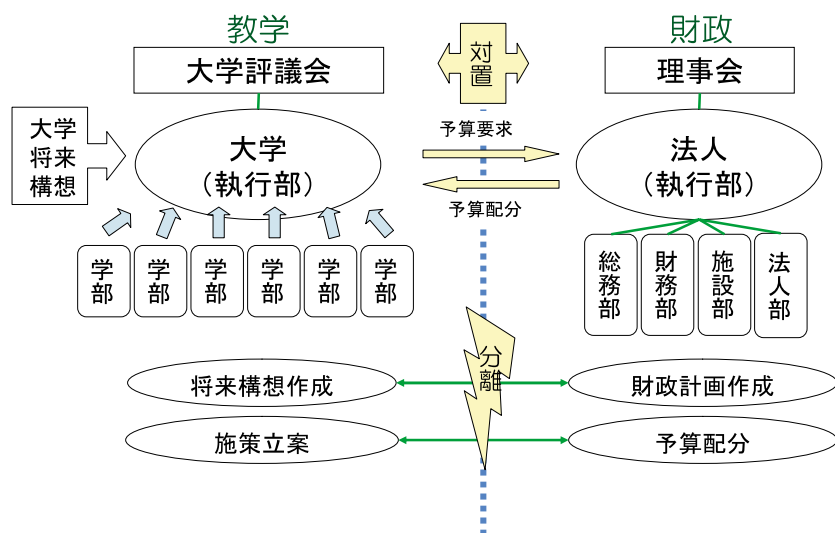 教学
財政
対置
大学評議会
理事会
大学
将来
構想
大学
（執行部）
予算要求
予算配分
法人
（執行部）
学部
学部
学部
学部
学部
学部
総務部
財務部
施設部
法人部
分離
将来構想作成
財政計画作成
施策立案
予算配分